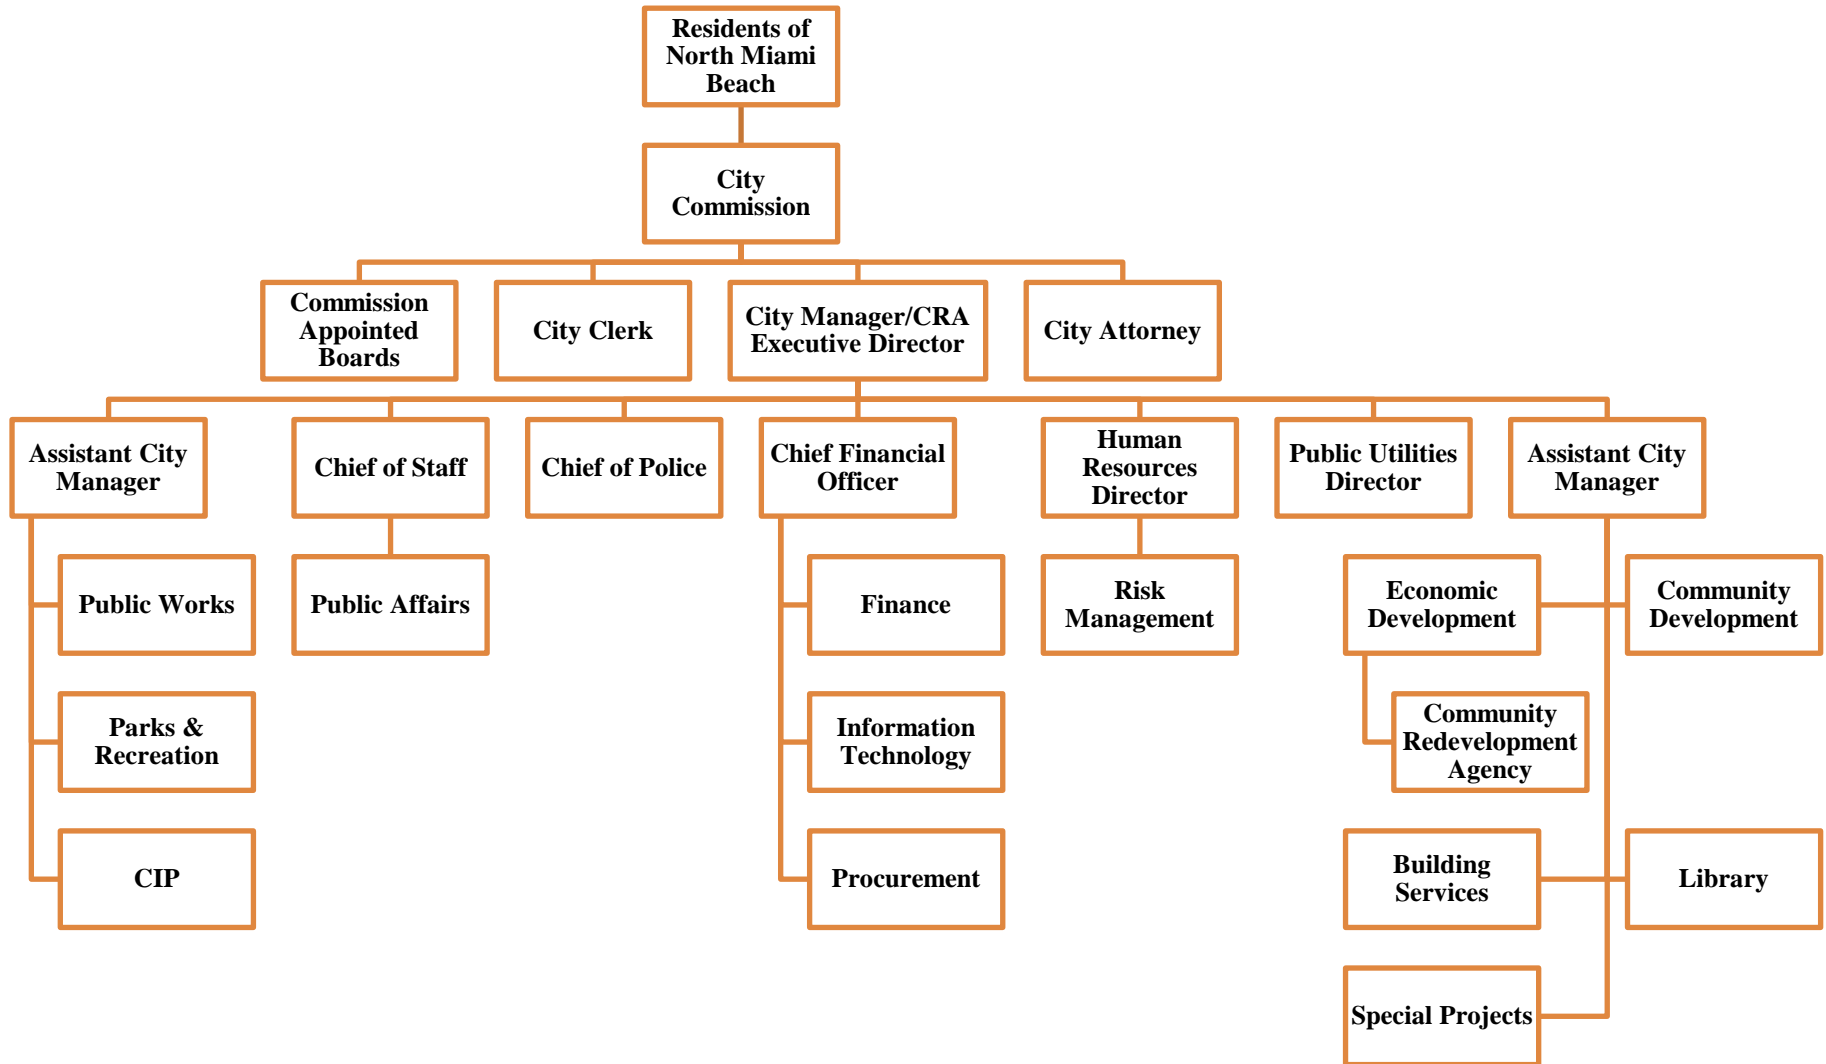 Residents of
North Miami
Beach
City
Commission
Commission
Appointed
Boards
City Clerk
City Manager/CRA
Executive Director
City Attorney
Assistant City
Manager
Chief of Staff
Chief of Police
Chief Financial
Officer
Human
Resources
Director
Public Utilities
Director
Assistant City
Manager
Public Works
Public Affairs
Finance
Risk
Management
Economic
Development
Community
Development
Parks &
Recreation
Information
Technology
Community
Redevelopment
Agency
CIP
Procurement
Building
Services
Library
Special Projects